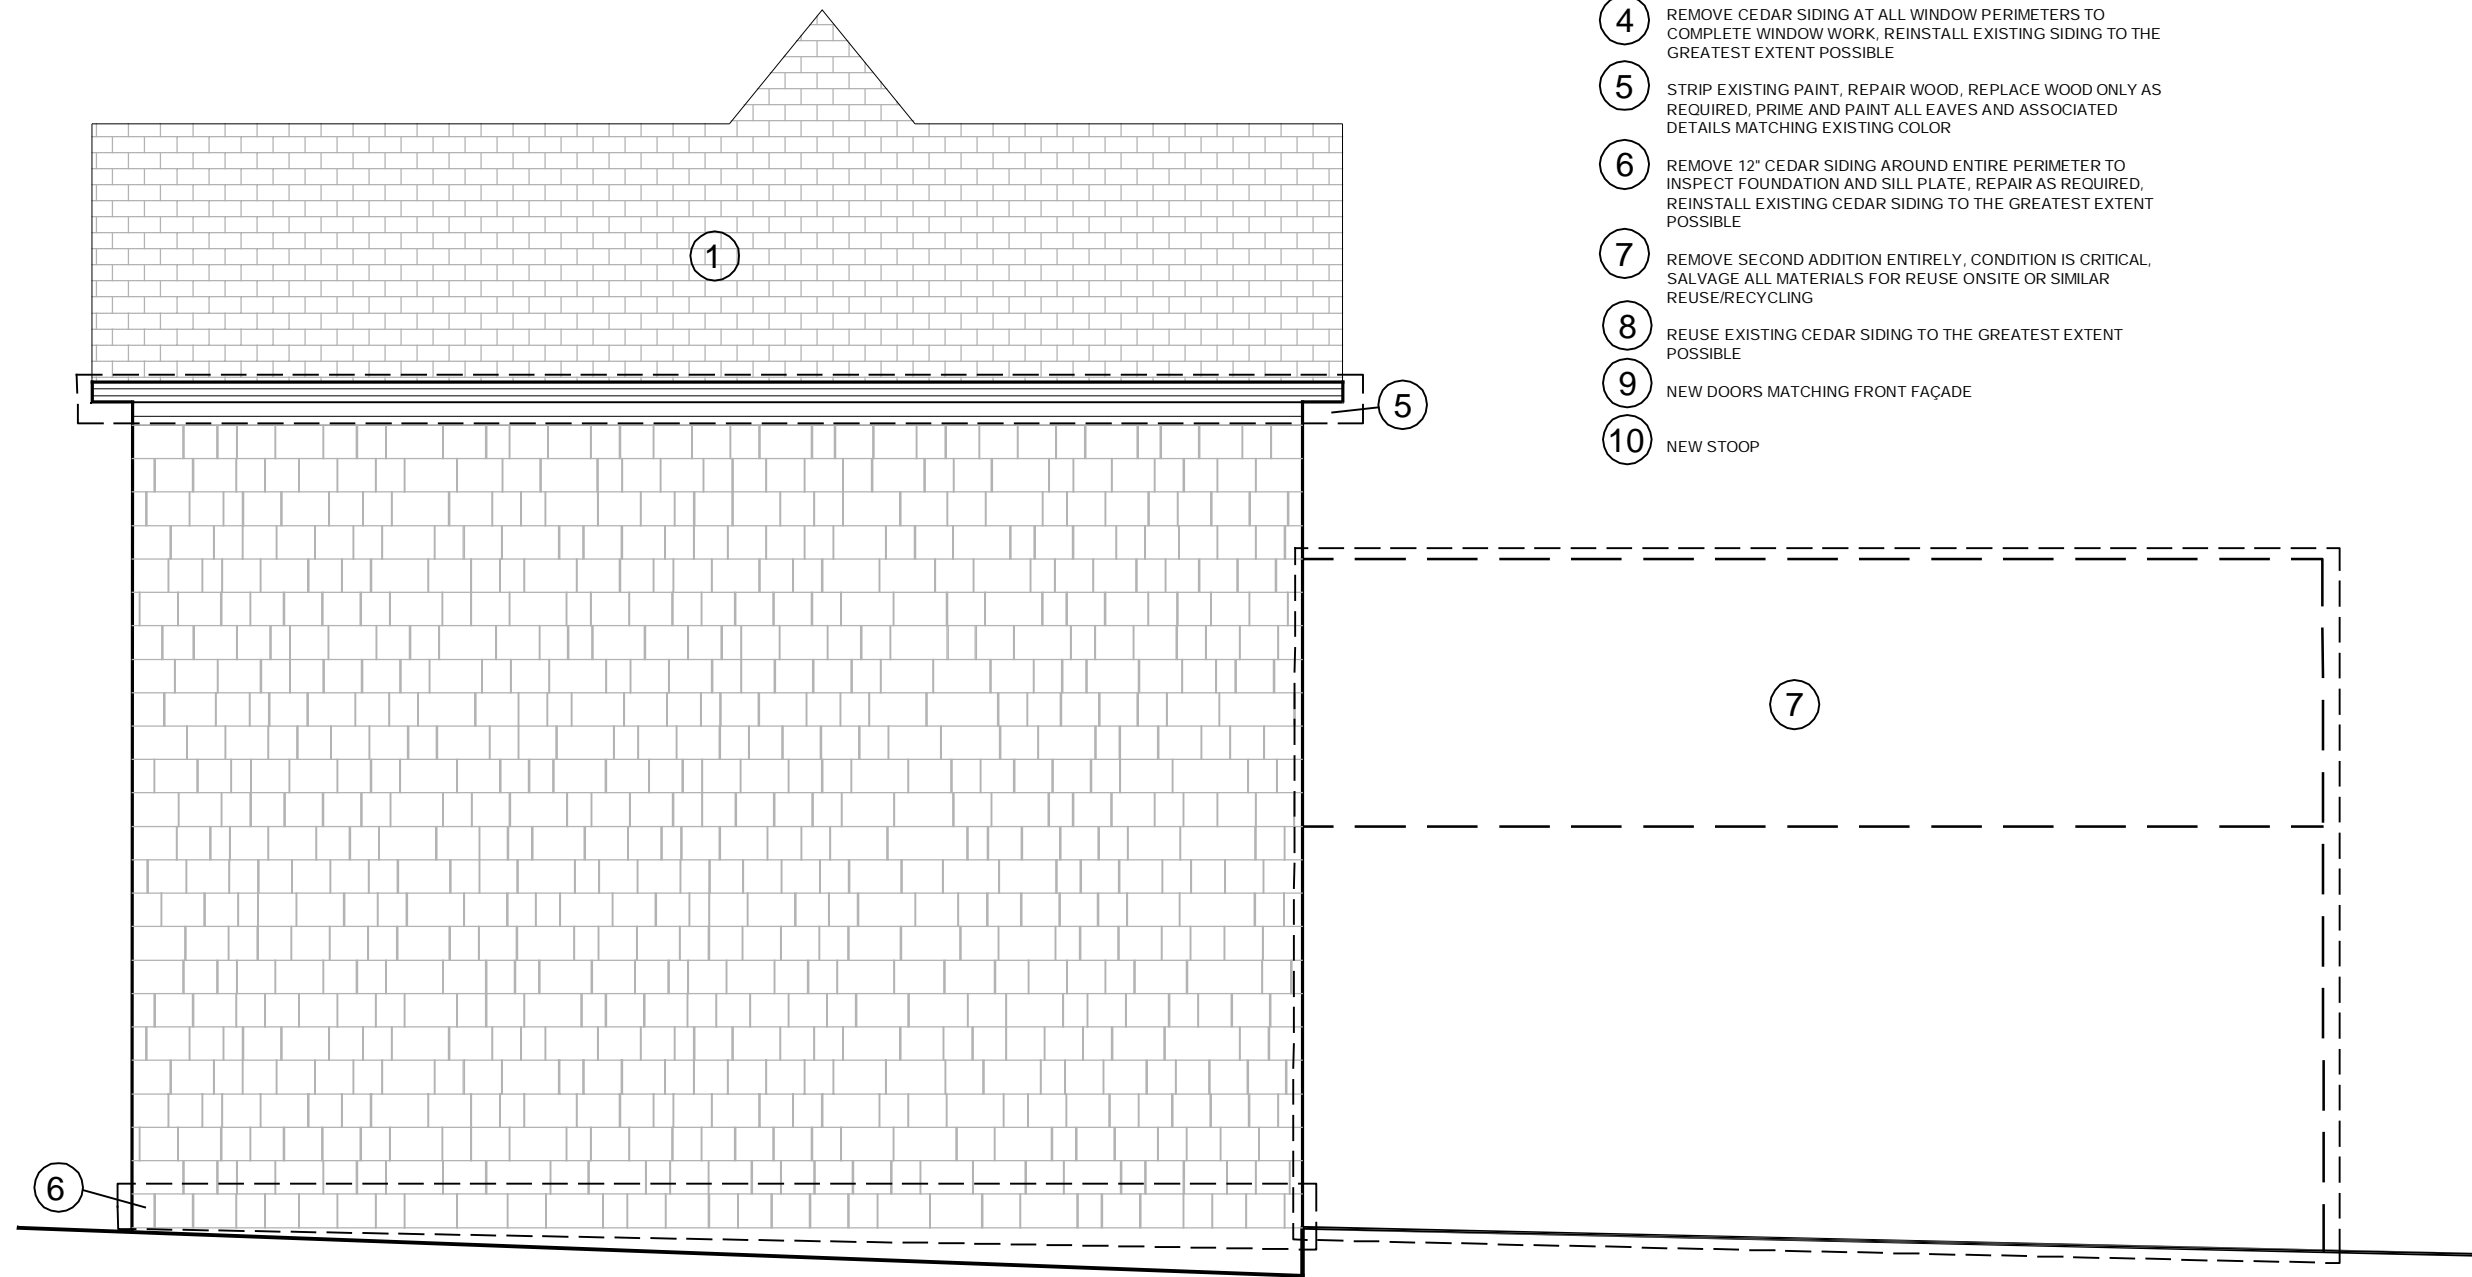 4 REMOVE CEDAR SIDING AT ALL WINDOW PERIMETERS TO
COMPLETE WINDOW WORK, REINSTALL EXISTING SIDING TO THE
GREATEST EXTENT POSSIBLE
5 STRIP EXISTING PAINT, REPAIR WOOD, REPLACE WOOD ONLY AS
REQUIRED, PRIME AND PAINT ALL EAVES AND ASSOCIATED
DETAILS MATCHING EXISTING COLOR
6 REMOVE 12" CEDAR SIDING AROUND ENTIRE PERIMETER TO
INSPECT FOUNDATION AND SILL PLATE, REPAIR AS REQUIRED,
REINSTALL EXISTING CEDAR SIDING TO THE GREATEST EXTENT
POSSIBLE
7 REMOVE SECOND ADDITION ENTIRELY, CONDITION IS CRITICAL,
SALVAGE ALL MATERIALS FOR REUSE ONSITE OR SIMILAR
REUSE/RECYCLING
8 REUSE EXISTING CEDAR SIDING TO THE GREATEST EXTENT
POSSIBLE
9 NEW DOORS MATCHING FRONT FAÇADE
10 NEW STOOP
1
5
7
6